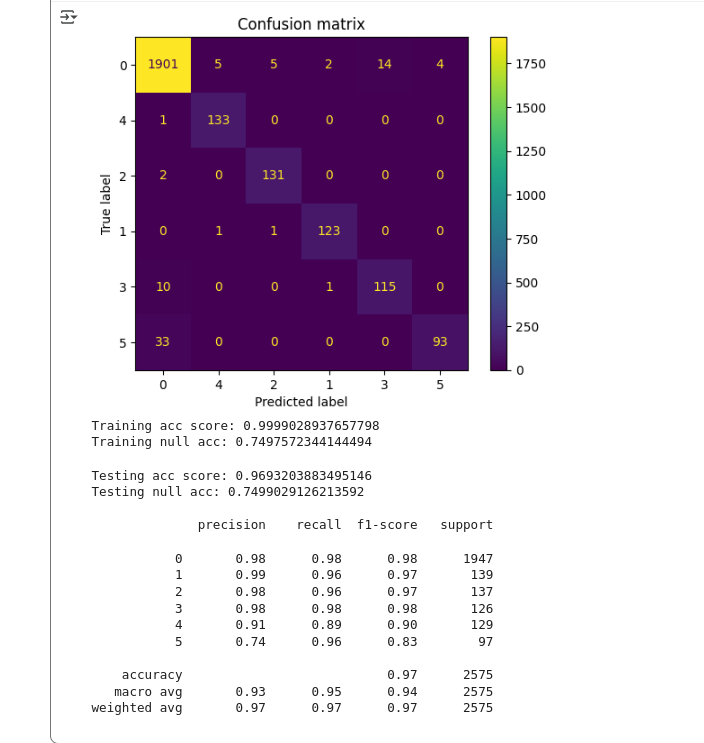 Confusion matrix
0 1901 5 5 2 14 4 1750
4 1 133 0 0 0 0 1500
2 2 0 131 0 0 0 1250
1 0 1 1 123 0 0 1000
3 10 0 0 1 115 0 750
5 33 0 0 0 0 93 500
250
0
True label
0 4 2 1 3 5
Predicted label
Training acc score: 0.9999028937657798
Training null acc: 0.7497572344144494
Testing acc score: 0.9693203883495146
Testing null acc: 0.7499029126213592
precision recall f1-score support
0 0.98 0.98 0.98 1947
1 0.99 0.96 0.97 139
2 0.98 0.96 0.97 137
3 0.98 0.98 0.98 126
4 0.91 0.89 0.90 129
5 0.74 0.96 0.83 97
accuracy 0.97 2575
macro avg 0.93 0.95 0.94 2575
weighted avg 0.97 0.97 0.97 2575